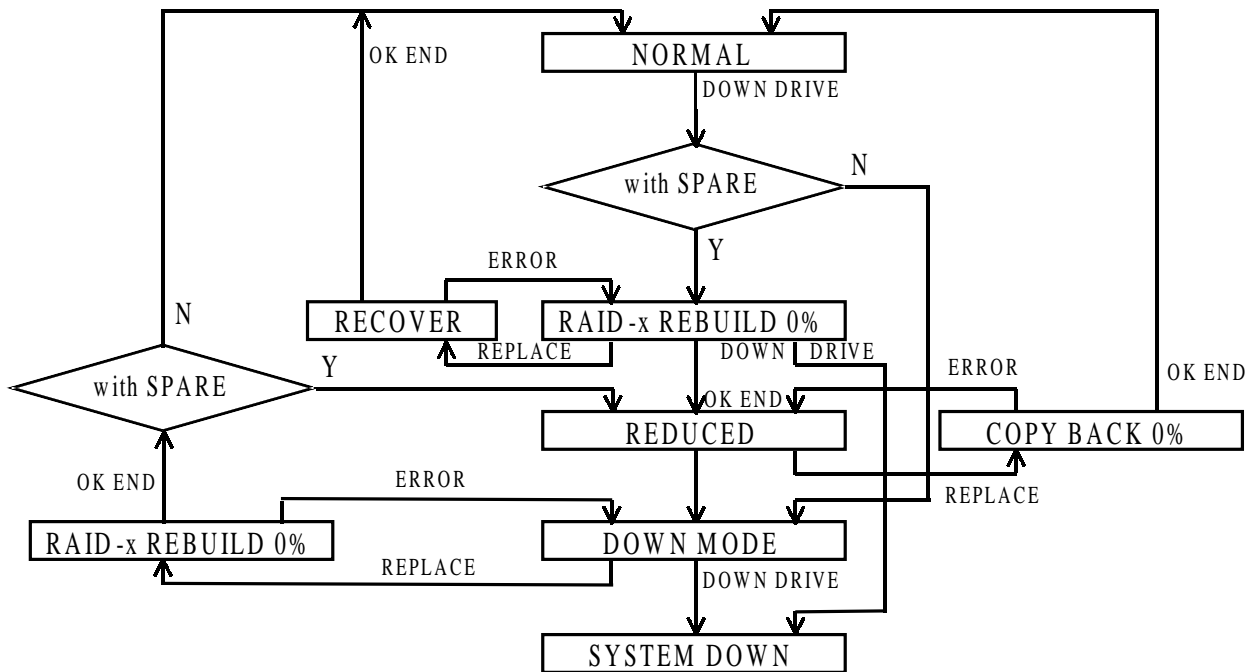 OK END
NORMAL
DOWN DRIVE
with SPARE
N
Y
ERROR
RECOVER
RAID-x REBUILD 0%
REPLACE
DOWN DRIVE
N
with SPARE
Y
OK END
REDUCED
ERROR
OK END
COPY BACK 0%
REPLACE
OK END
ERROR
RAID-x REBUILD 0%
DOWN MODE
REPLACE
DOWN DRIVE
SYSTEM DOWN